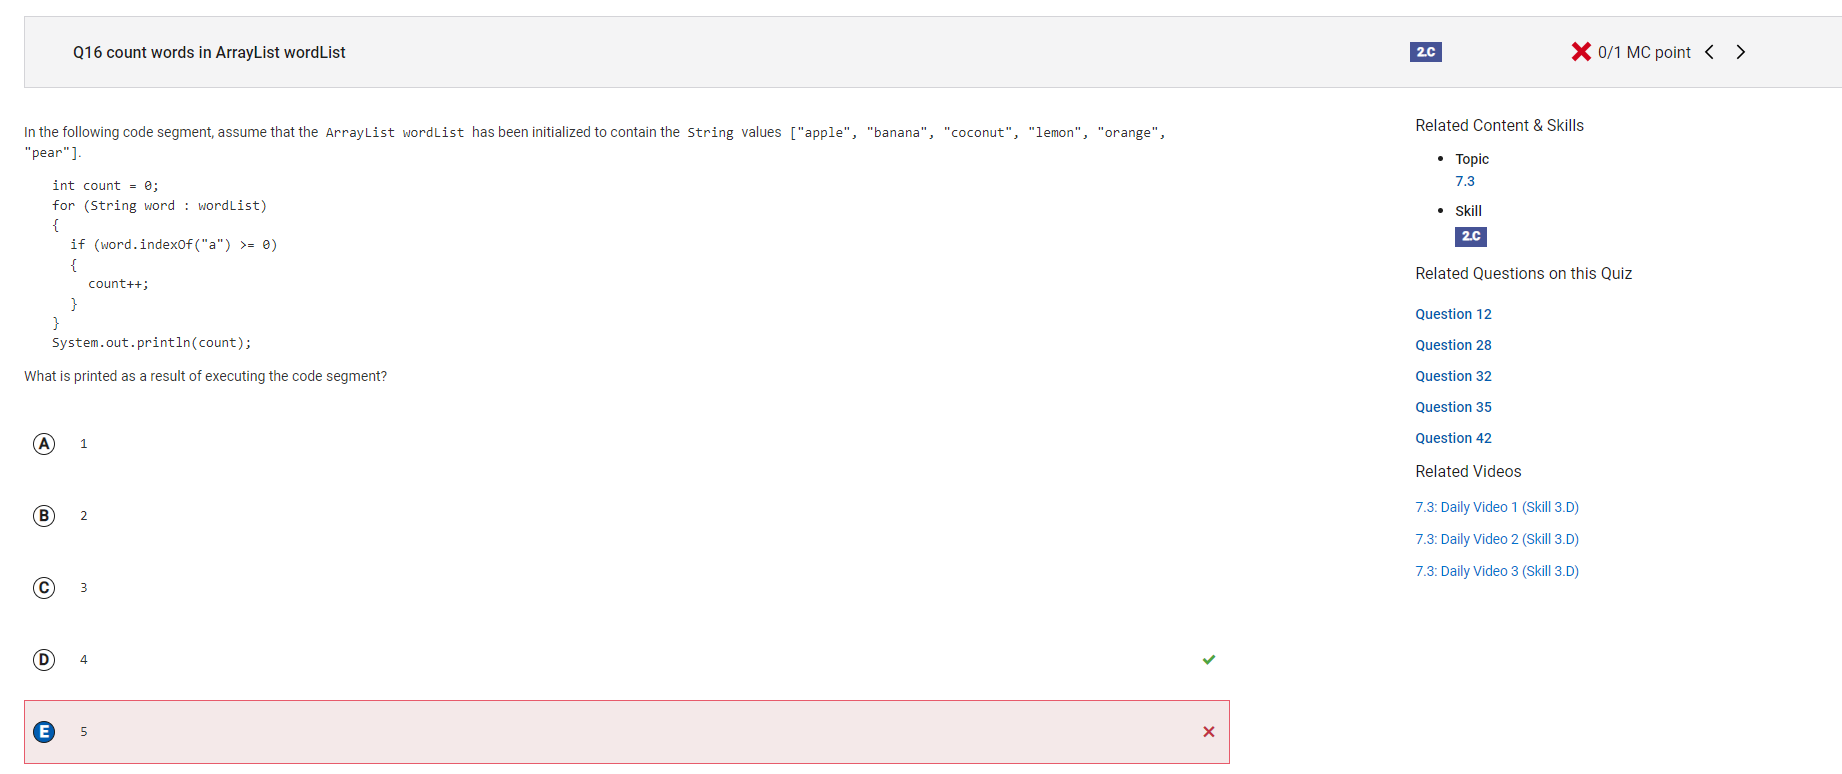 Q16 count words in ArrayList wordList
2.C
0/1 MC point
In the following code segment, assume that the ArrayList wordList has been initialized to contain the String values ["apple", "banana", "coconut", "lemon", "orange",
"pear"].
int count = 0;
for (String word : wordList)
{
if (word.indexOf("a") >= 0)
{
count++;
}
}
System.out.println(count);
What is printed as a result of executing the code segment?
A 1
B 2
C 3
D 4
E 5
Related Content & Skills
Topic
7.3
Skill
2.C
Related Questions on this Quiz
Question 12
Question 28
Question 32
Question 35
Question 42
Related Videos
7.3: Daily Video 1 (Skill 3.D)
7.3: Daily Video 2 (Skill 3.D)
7.3: Daily Video 3 (Skill 3.D)